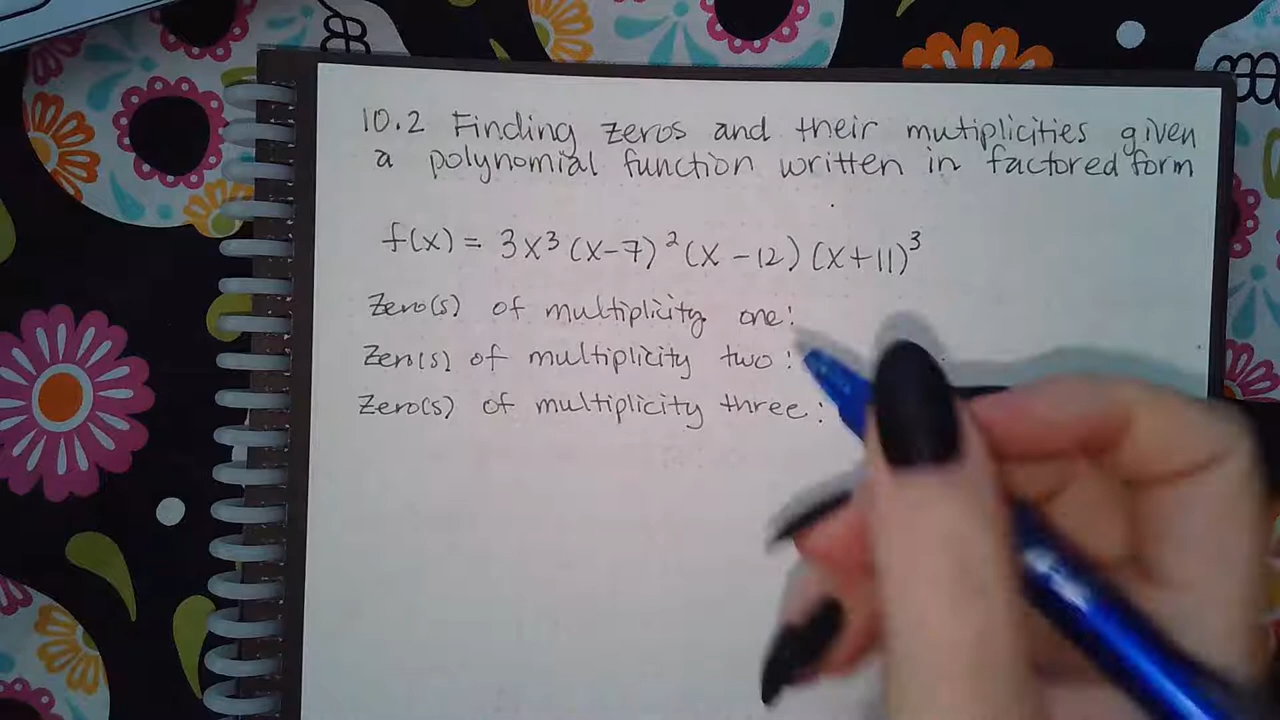 10.2 Finding zeros and their mutiplicities given
a polynomial function written in factored form
f(x) = 3x³ (x-7)² (x-12) (x+11)³
Zero(s) of multiplicity one:
Zero(s) of multiplicity two:
Zero(s) of multiplicity three: